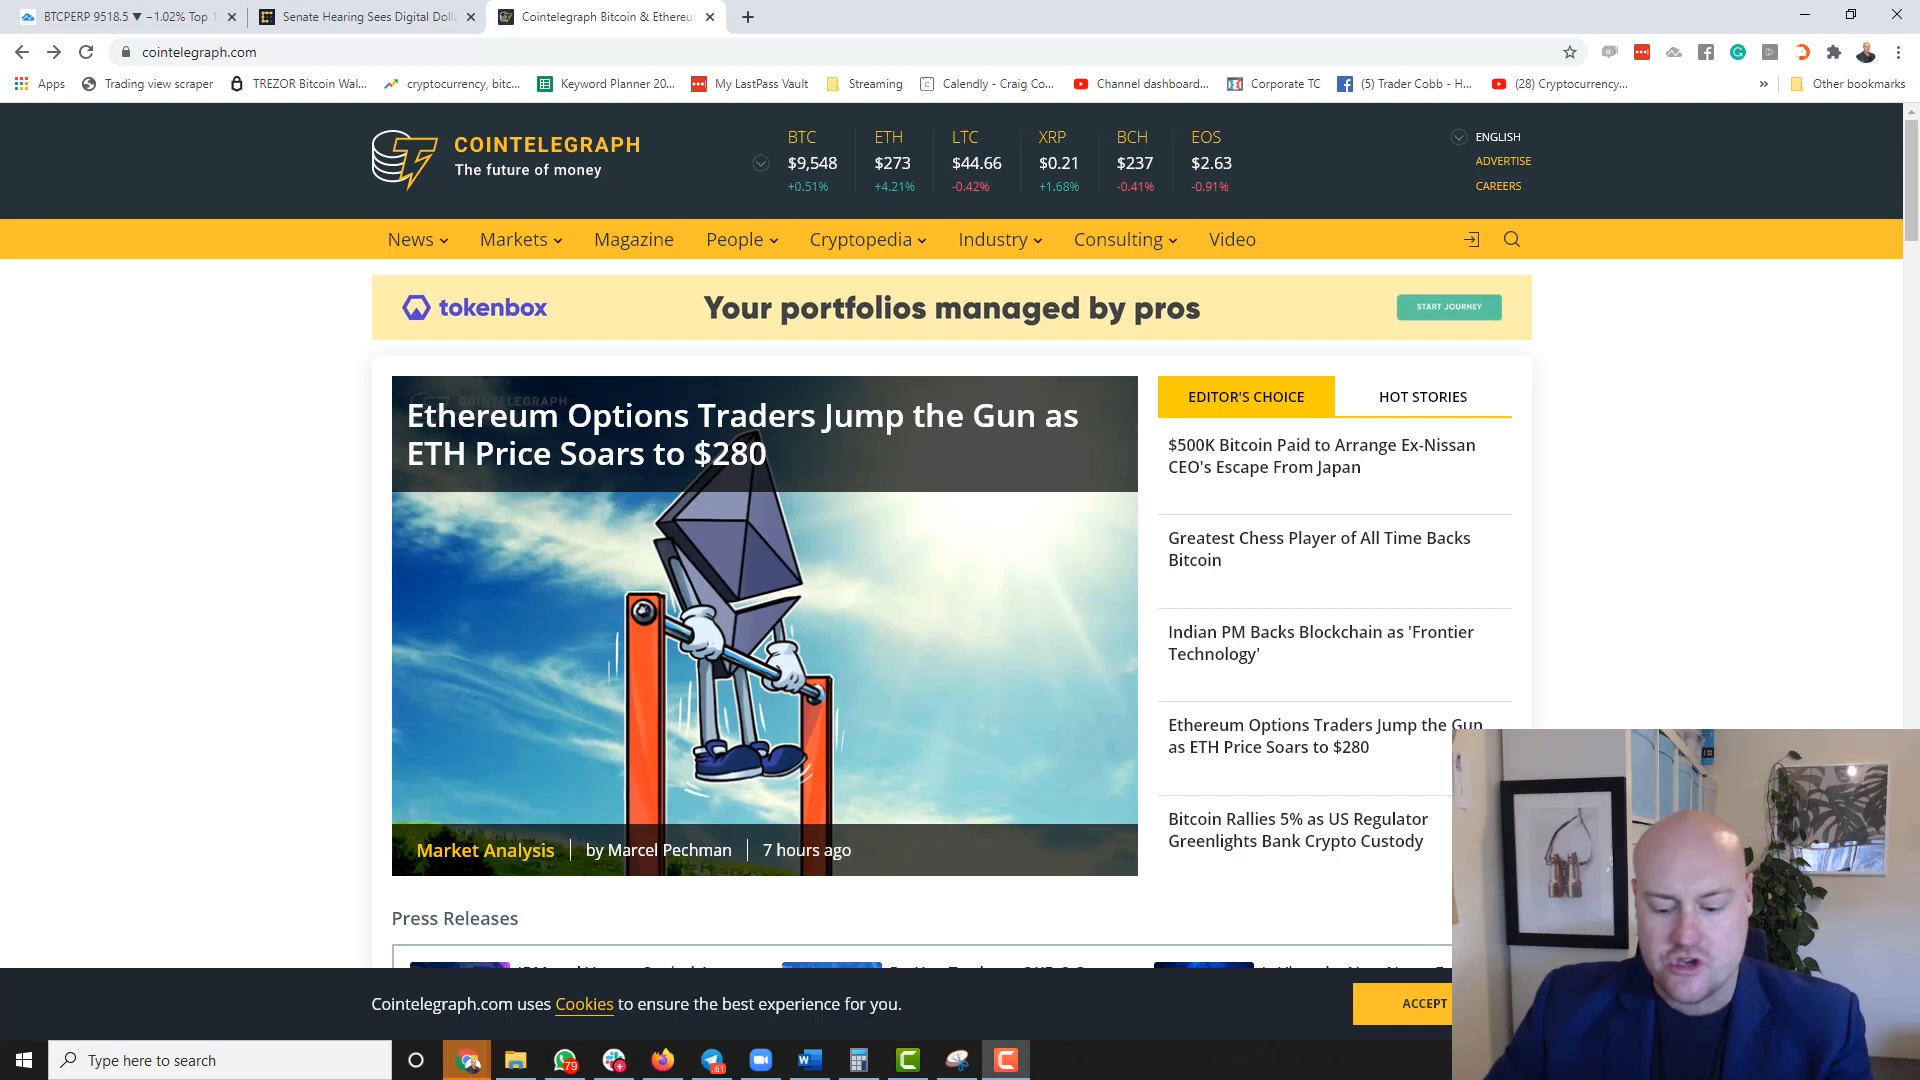 BTCPERP 9518.5 ▼ −1.02% Top
Senate Hearing Sees Digital Dolla
Cointelegraph Bitcoin & Ethereu
cointelegraph.com
Apps
Trading view scraper
TREZOR Bitcoin Wal...
cryptocurrency, bitc...
Keyword Planner 20...
My LastPass Vault
Streaming
Calendly - Craig Co...
Channel dashboard...
Corporate TC
(5) Trader Cobb - H...
(28) Cryptocurrency...
»
Other bookmarks
COINTELEGRAPH
The future of money
BTC ETH LTC XRP BCH EOS
$9,548 $273 $44.66 $0.21 $237 $2.63
+0.51% +4.21% -0.42% +1.68% -0.41% -0.91%
ENGLISH
ADVERTISE
CAREERS
News Markets Magazine People Cryptopedia Industry Consulting Video
tokenbox
Your portfolios managed by pros
START JOURNEY
COINTELEGRAPH
Ethereum Options Traders Jump the Gun as
ETH Price Soars to $280
Market Analysis | by Marcel Pechman | 7 hours ago
EDITOR'S CHOICE
HOT STORIES
$500K Bitcoin Paid to Arrange Ex-Nissan
CEO's Escape From Japan
Greatest Chess Player of All Time Backs
Bitcoin
Indian PM Backs Blockchain as 'Frontier
Technology'
Ethereum Options Traders Jump the Gun
as ETH Price Soars to $280
Bitcoin Rallies 5% as US Regulator
Greenlights Bank Crypto Custody
Press Releases
Cointelegraph.com uses Cookies to ensure the best experience for you.
ACCEPT
Type here to search
79
61